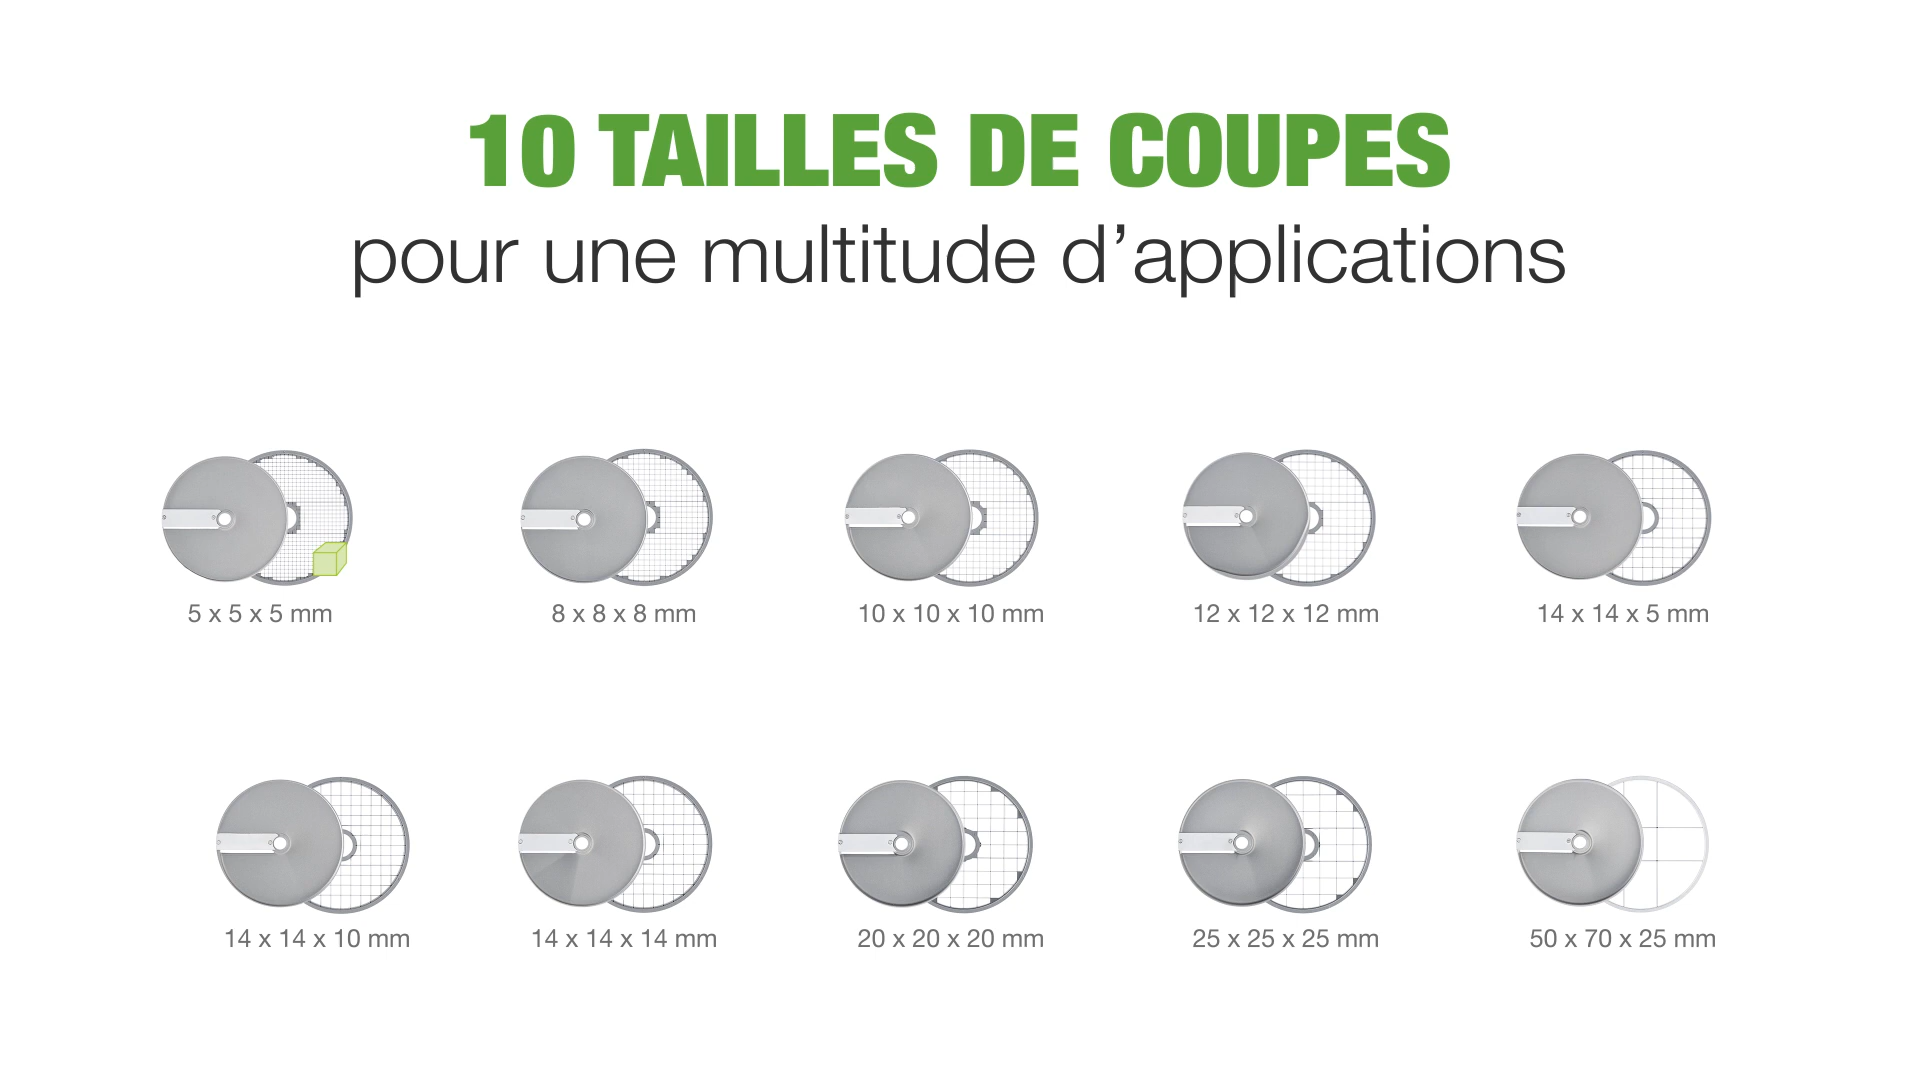 10 TAILLES DE COUPES
pour une multitude d’applications
5 x 5 x 5 mm
8 x 8 x 8 mm
10 x 10 x 10 mm
12 x 12 x 12 mm
14 x 14 x 5 mm
14 x 14 x 10 mm
14 x 14 x 14 mm
20 x 20 x 20 mm
25 x 25 x 25 mm
50 x 70 x 25 mm